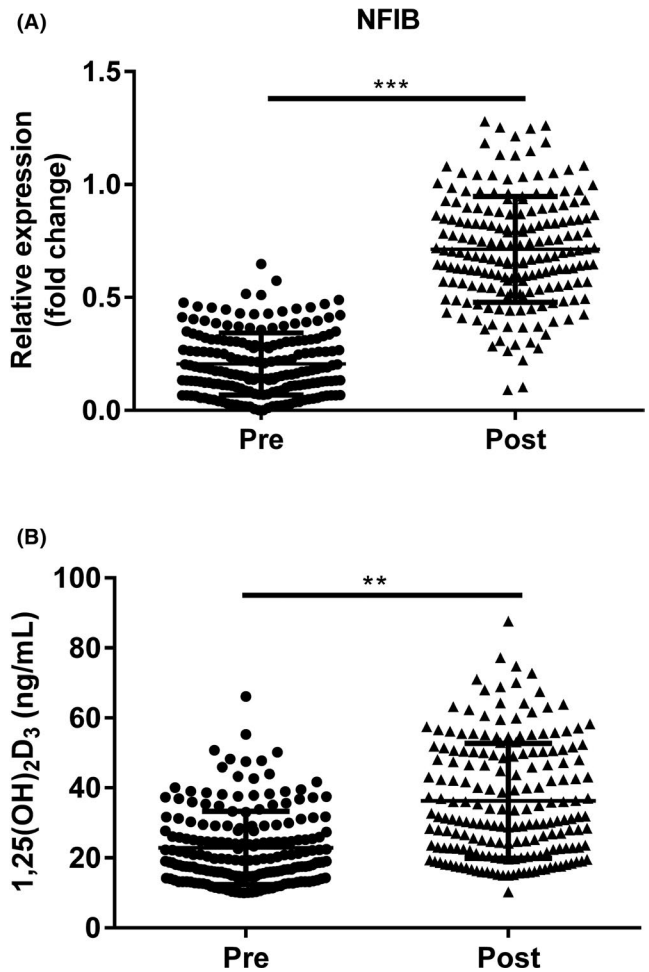 (A)
NFIB
Relative expression
(fold change)
1.5
1.0
0.5
0.0
***
Pre
Post
(B)
1,25(OH)₂D₃ (ng/mL)
100
80
60
40
20
0
**
Pre
Post